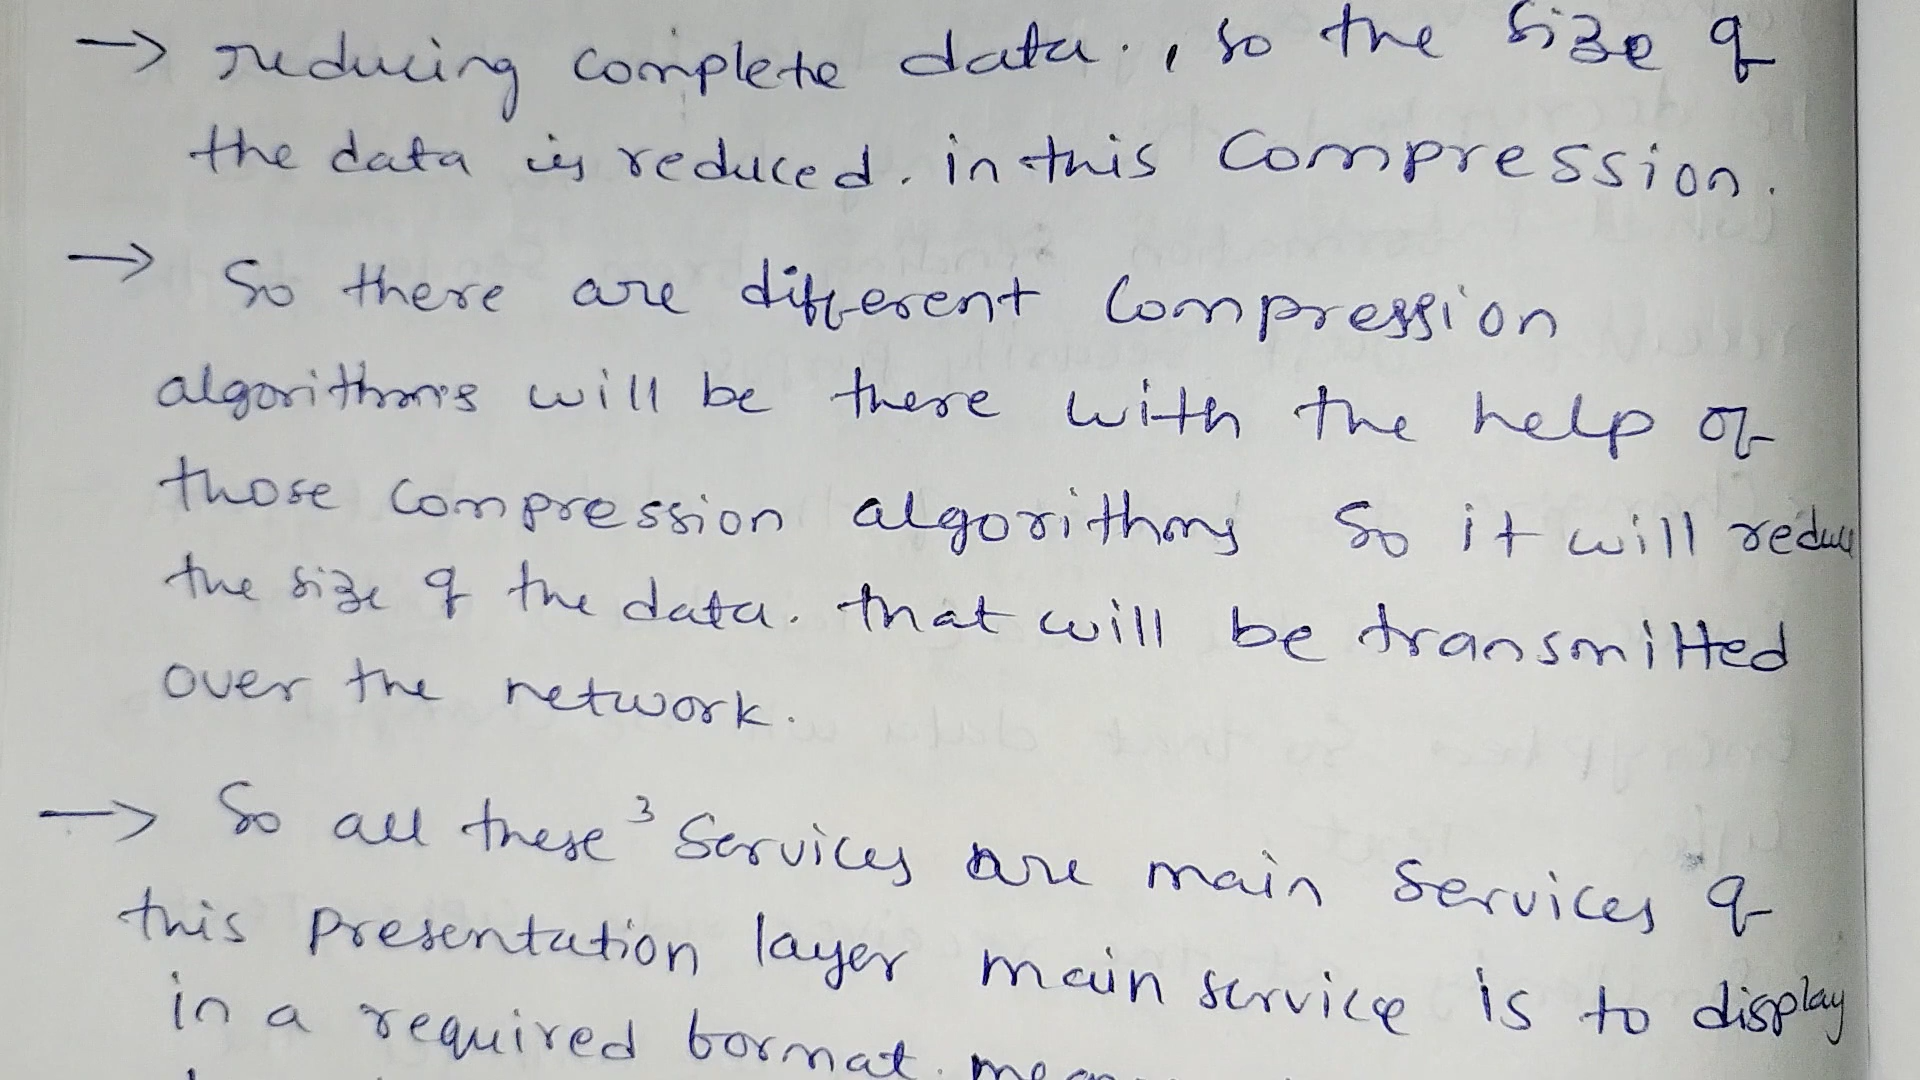 → reducing complete data. , so the size of
the data is reduced. in this Compression.
→ So there are different Compression
algorithms will be there with the help of
those compression algorithms So it will reduce
the size of the data. that will be transmitted
over the network.
→ So all these 3 Services are main Services of
this presentation layer main service is to display
in a required format.